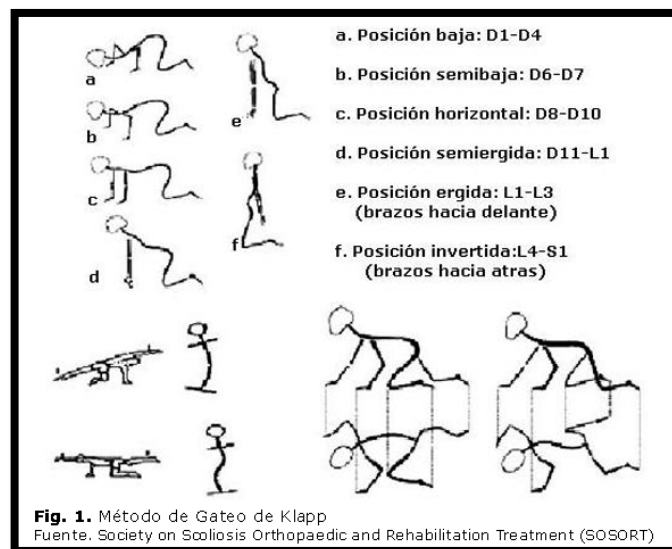 a
b
c
d
e
f
a. Posición baja: D1-D4
b. Posición semibaja: D6-D7
c. Posición horizontal: D8-D10
d. Posición semiergida: D11-L1
e. Posición ergida: L1-L3
(brazos hacia delante)
f. Posición invertida:L4-S1
(brazos hacia atras)
Fig. 1. Método de Gateo de Klapp
Fuente. Society on Scoliosis Orthopaedic and Rehabilitation Treatment (SOSORT)